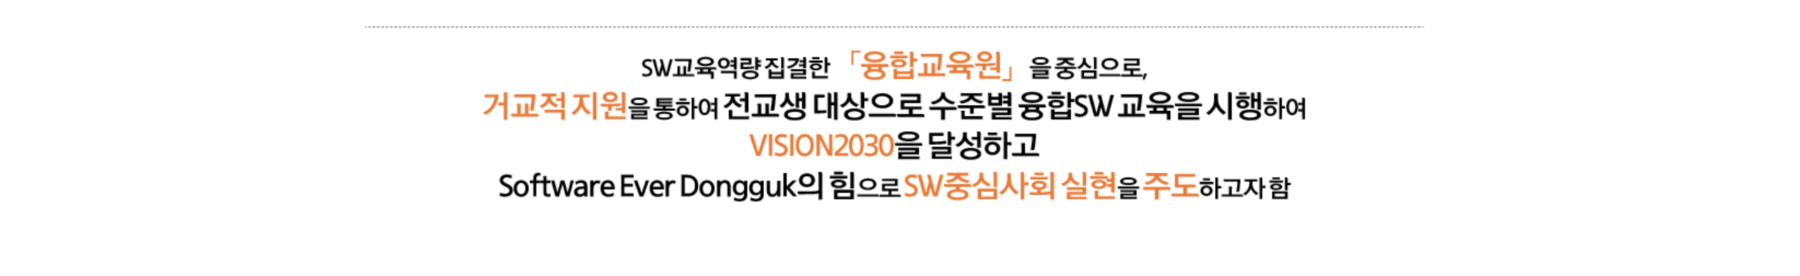 SW교육역량 집결한 「융합교육원」을 중심으로,
거교적 지원을 통하여 전교생 대상으로 수준별 융합SW 교육을 시행하여
VISION2030을 달성하고
Software Ever Dongguk의 힘으로 SW중심사회 실현을 주도하고자 함